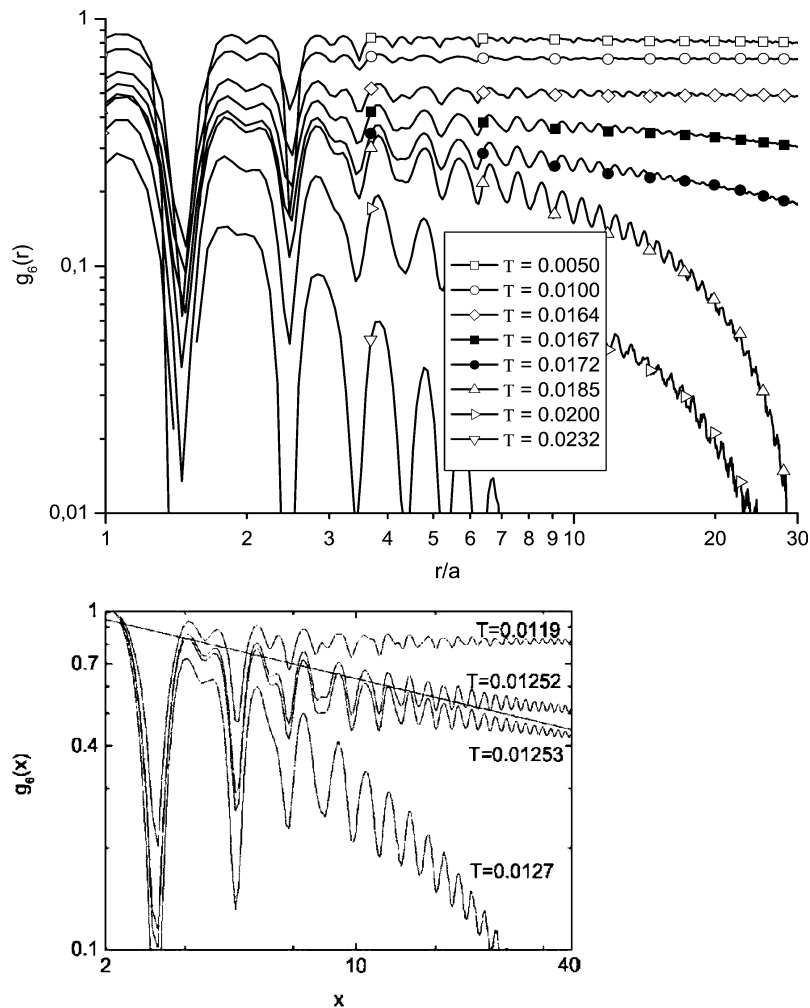 1
g₆(r)
0,1
0,01
T = 0.0050
T = 0.0100
T = 0.0164
T = 0.0167
T = 0.0172
T = 0.0185
T = 0.0200
T = 0.0232
1 2 3 4 5 6 7 8 9 10 20 30
r/a
1
0.7
0.4
0.1
g₆(x)
T=0.0119
T=0.01252
T=0.01253
T=0.0127
2 10 40
x